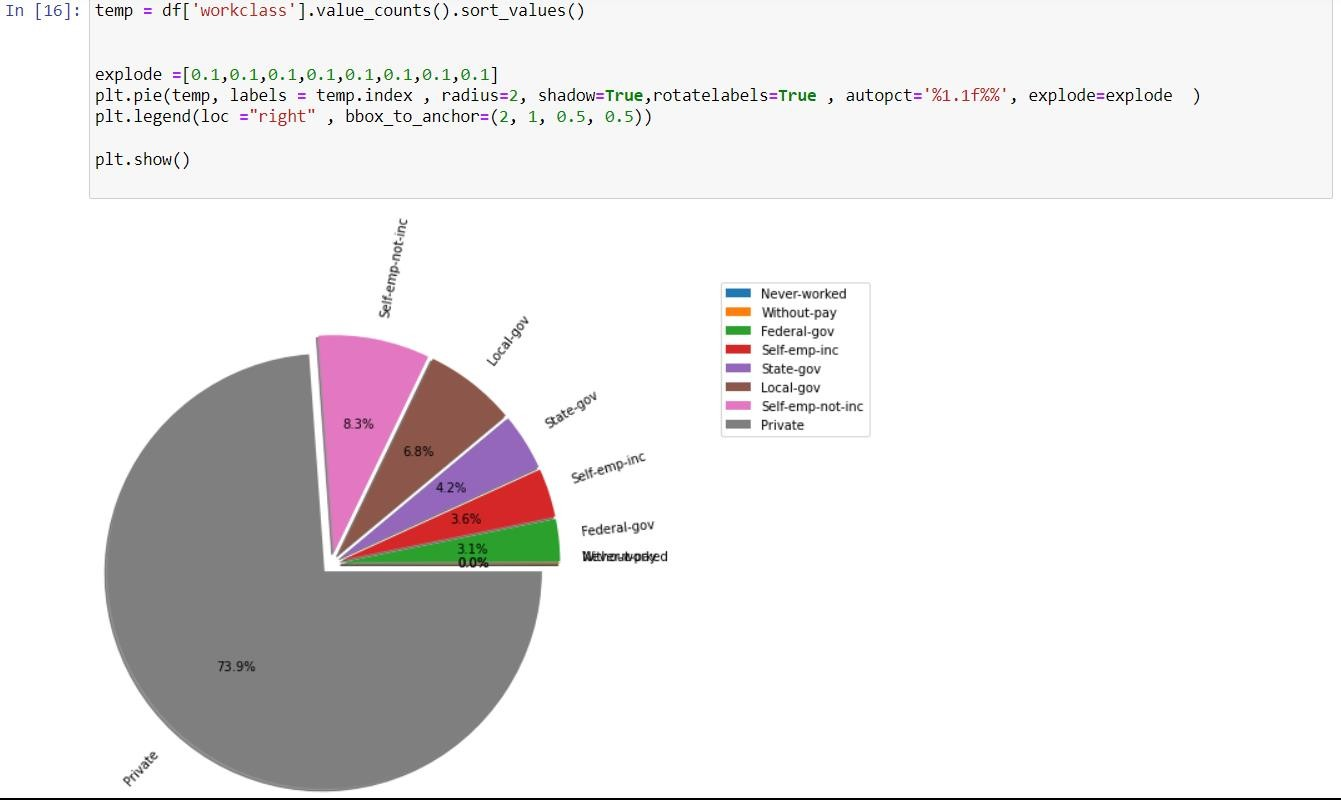 In [16]: temp = df['workclass'].value_counts().sort_values()
explode =[0.1,0.1,0.1,0.1,0.1,0.1,0.1,0.1]
plt.pie(temp, labels = temp.index , radius=2, shadow=True,rotatelabels=True , autopct='%1.1f%%', explode=explode  )
plt.legend(loc ="right" , bbox_to_anchor=(2, 1, 0.5, 0.5))
plt.show()
Self-emp-not-inc
Local-gov
State-gov
Self-emp-inc
Federal-gov
8.3%
6.8%
4.2%
3.6%
3.1%
0.0%
73.9%
Private
Never-worked
Without-pay
Federal-gov
Self-emp-inc
State-gov
Local-gov
Self-emp-not-inc
Private